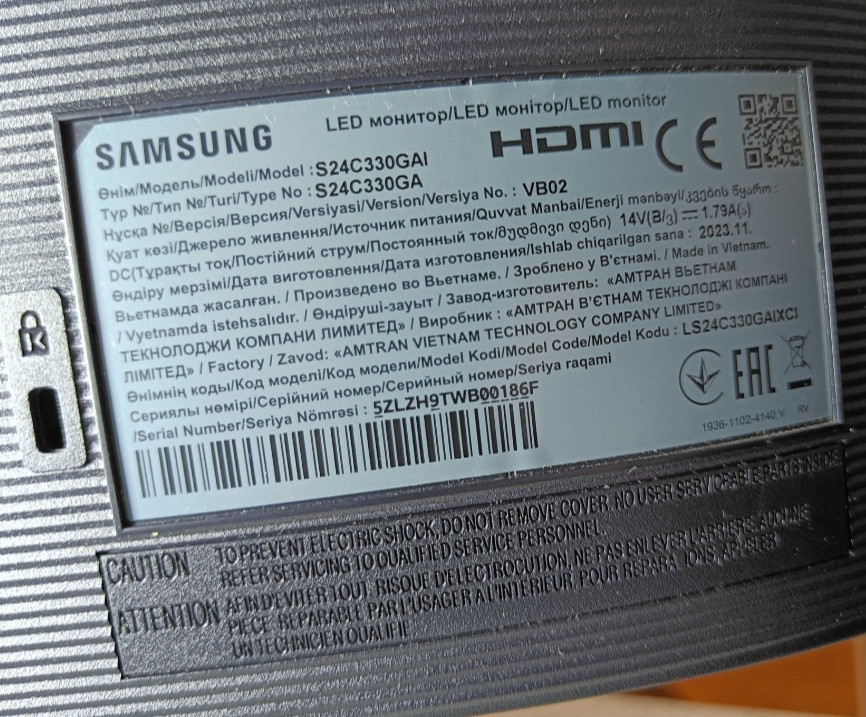 LED монитор/LED монітор/LED monitor
SAMSUNG
HDMI CE
Өнім/Модель/Modeli/Model : S24C330GAI
Түр №/Тип №/Turi/Type No : S24C330GA
Нұсқа №/Версія/Версия/Versiyasi/Version/Versiya No. : VB02
Қуат көзі/Джерело живлення/Источник питания/Quvvat Manbai/Enerji mənbəyi/კვების წყარო :
DC(Тұрақты ток/Постійний струм/Постоянный ток/მუდმივი დენი) 14V(В/ვ) ⎓ 1.79A(ა)
Өндіру мерзімі/Дата виготовлення/Дата изготовления/Ishlab chiqarilgan sana : 2023.11.
Вьетнамда жасалған. / Произведено во Вьетнаме. / Зроблено у В'єтнамі. / Made in Vietnam.
/ Vyetnamda istehsalıdır. / Өндіруші-зауыт / Завод-изготовитель: «АМТРАН ВЬЕТНАМ
ТЕКНОЛОДЖИ КОМПАНИ ЛИМИТЕД» / Виробник : «АМТРАН В'ЄТНАМ ТЕКНОЛОДЖІ КОМПАНІ
ЛІМІТЕД» / Factory / Zavod: «AMTRAN VIETNAM TECHNOLOGY COMPANY LIMITED»
Өнімнің коды/Код моделі/Код модели/Model Kodi/Model Code/Model Kodu : LS24C330GAIXCI
Сериялы нөмірі/Серійний номер/Серийный номер/Seriya raqami
/Serial Number/Seriya Nömrəsi : 5ZLZH9TWB00186F
EAC
1936-1102-4140 V RV
CAUTION TO PREVENT ELECTRIC SHOCK, DO NOT REMOVE COVER. NO USER-SERVICEABLE PARTS INSIDE.
REFER SERVICING TO QUALIFIED SERVICE PERSONNEL.
ATTENTION AFIN D'EVITER TOUT RISQUE D'ELECTROCUTION, NE PAS ENLEVER L'ARRIERE. AUCUNE
PIECE REPARABLE PAR L'USAGER A L'INTERIEUR. POUR REPARATIONS, APPELER
UN TECHNICIEN QUALIFIE